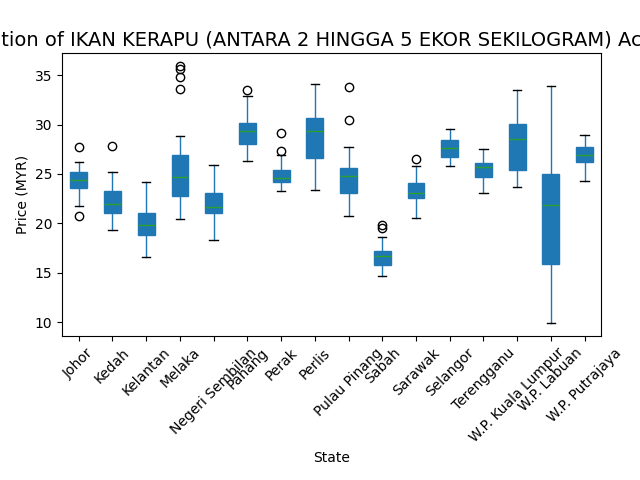 tion of IKAN KERAPU (ANTARA 2 HINGGA 5 EKOR SEKILOGRAM) Ac
35
30
25
20
15
10
Price (MYR)
Johor
Kedah
Kelantan
Melaka
Negeri Sembilan
Pahang
Perak
Perlis
Pulau Pinang
Sabah
Sarawak
Selangor
Terengganu
W.P. Kuala Lumpur
W.P. Labuan
W.P. Putrajaya
State